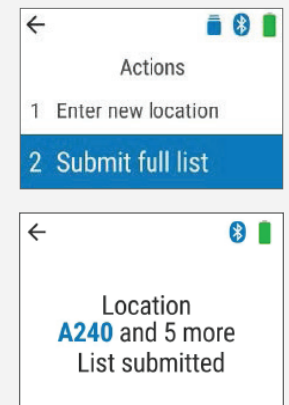 Actions
1 Enter new location
2 Submit full list
Location
A240 and 5 more
List submitted